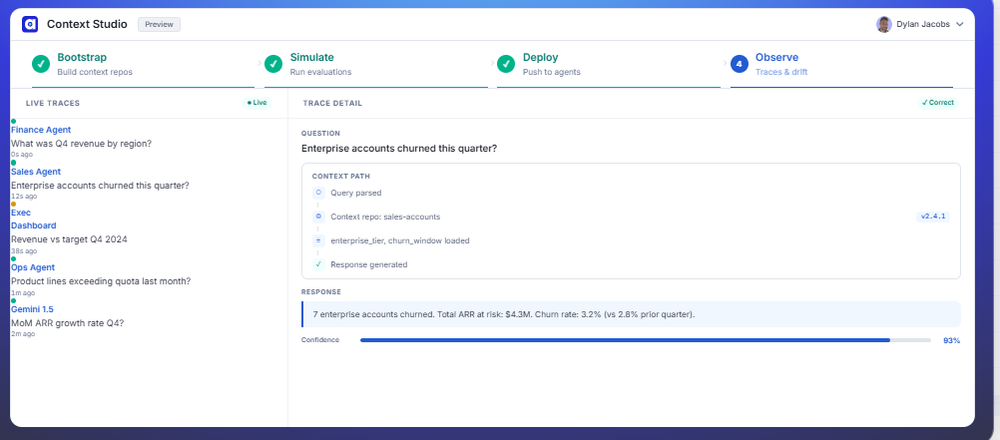 Context Studio
Preview
Dylan Jacobs
Bootstrap
Build context repos
Simulate
Run evaluations
Deploy
Push to agents
4
Observe
Traces & drift
LIVE TRACES
Live
Finance Agent
What was Q4 revenue by region?
0s ago
Sales Agent
Enterprise accounts churned this quarter?
12s ago
Exec
Dashboard
Revenue vs target Q4 2024
38s ago
Ops Agent
Product lines exceeding quota last month?
1m ago
Gemini 1.5
MoM ARR growth rate Q4?
2m ago
TRACE DETAIL
✓ Correct
QUESTION
Enterprise accounts churned this quarter?
CONTEXT PATH
Query parsed
Context repo: sales-accounts
v2.4.1
enterprise_tier, churn_window loaded
Response generated
RESPONSE
7 enterprise accounts churned. Total ARR at risk: $4.3M. Churn rate: 3.2% (vs 2.8% prior quarter).
Confidence
93%